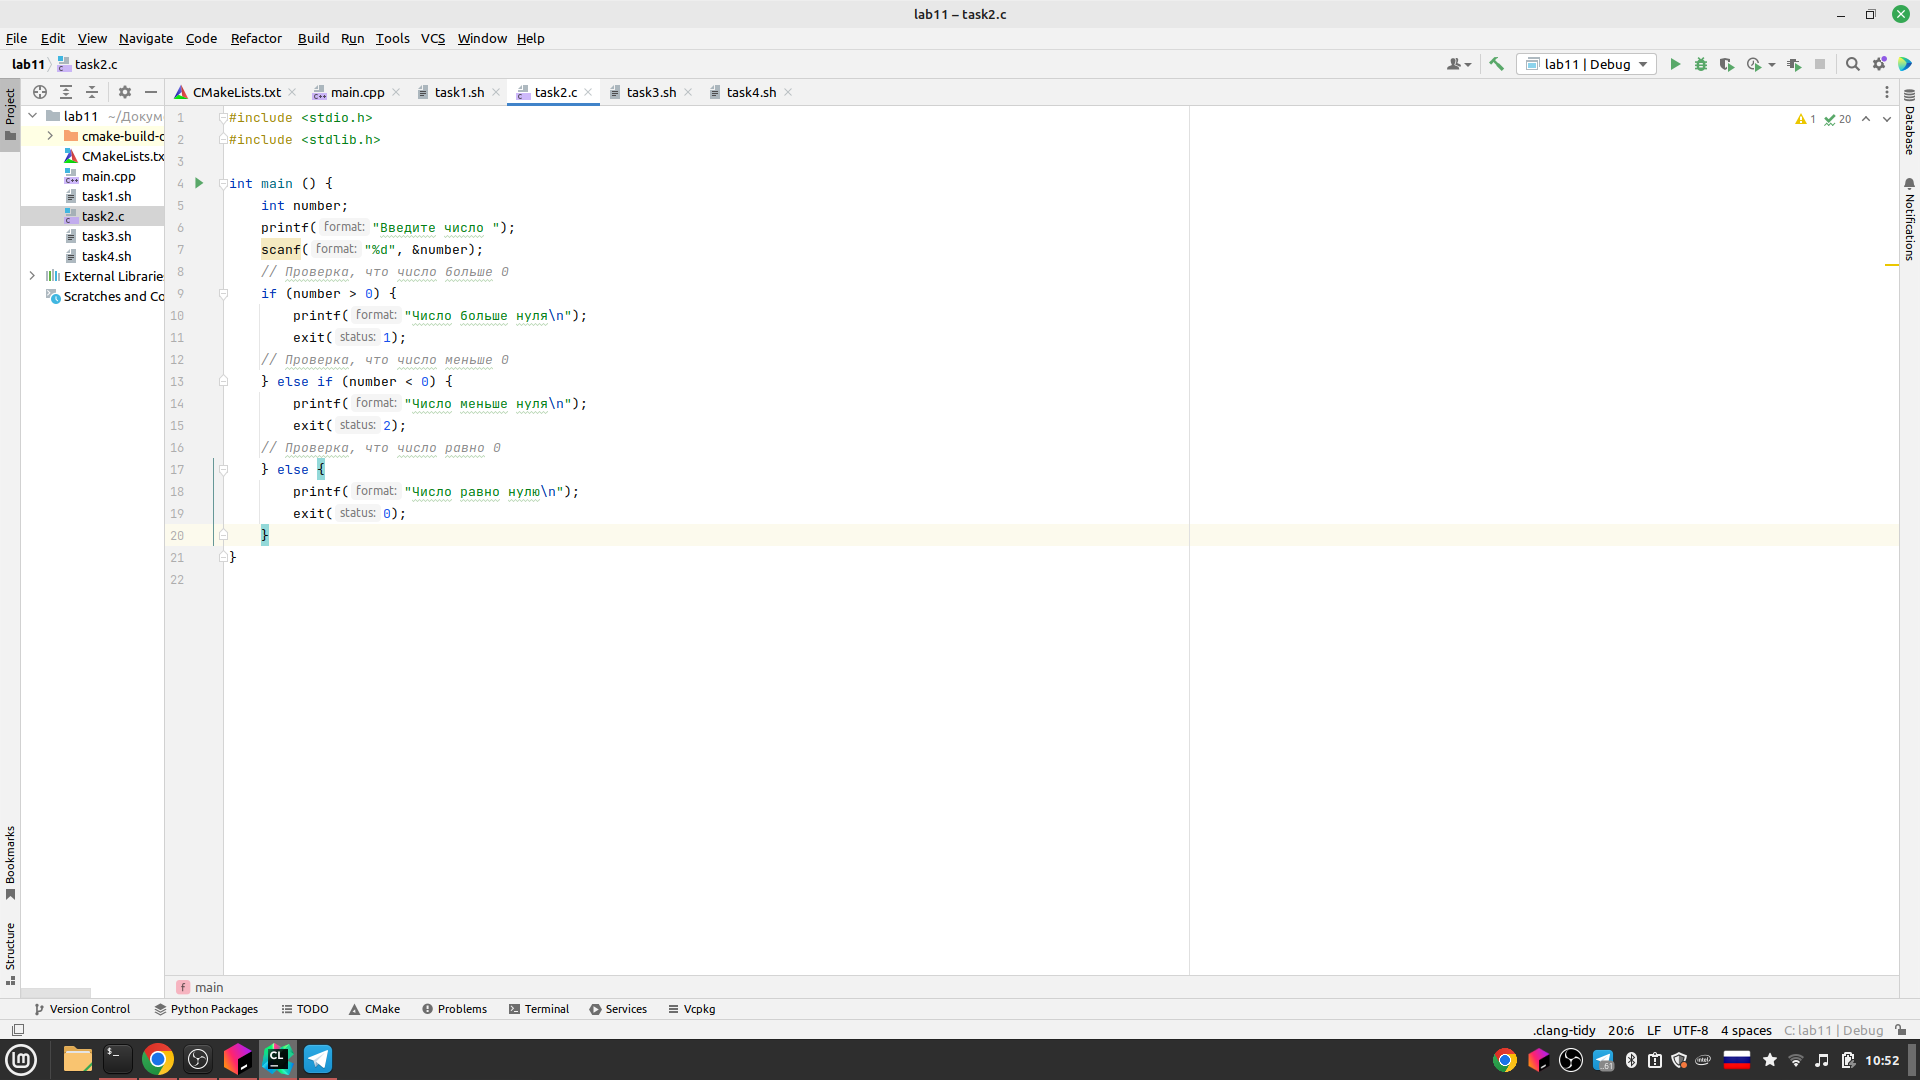 lab11 – task2.c
File Edit View Navigate Code Refactor Build Run Tools VCS Window Help
lab11 task2.c
lab11 | Debug
Project
CMakeLists.txt main.cpp task1.sh task2.c task3.sh task4.sh
lab11 ~/Докум
cmake-build-d
CMakeLists.tx
main.cpp
task1.sh
task2.c
task3.sh
task4.sh
External Librarie
Scratches and Co
1 #include <stdio.h>
2 #include <stdlib.h>
3
4 int main () {
5 int number;
6 printf( format: "Введите число ");
7 scanf( format: "%d", &number);
8 // Проверка, что число больше 0
9 if (number > 0) {
10 printf( format: "Число больше нуля\n");
11 exit( status: 1);
12 // Проверка, что число меньше 0
13 } else if (number < 0) {
14 printf( format: "Число меньше нуля\n");
15 exit( status: 2);
16 // Проверка, что число равно 0
17 } else {
18 printf( format: "Число равно нулю\n");
19 exit( status: 0);
20 }
21 }
22
1 20
Database
Notifications
Bookmarks
Structure
f main
Version Control Python Packages TODO CMake Problems Terminal Services Vcpkg
.clang-tidy 20:6 LF UTF-8 4 spaces C: lab11 | Debug
CL
61
10:52